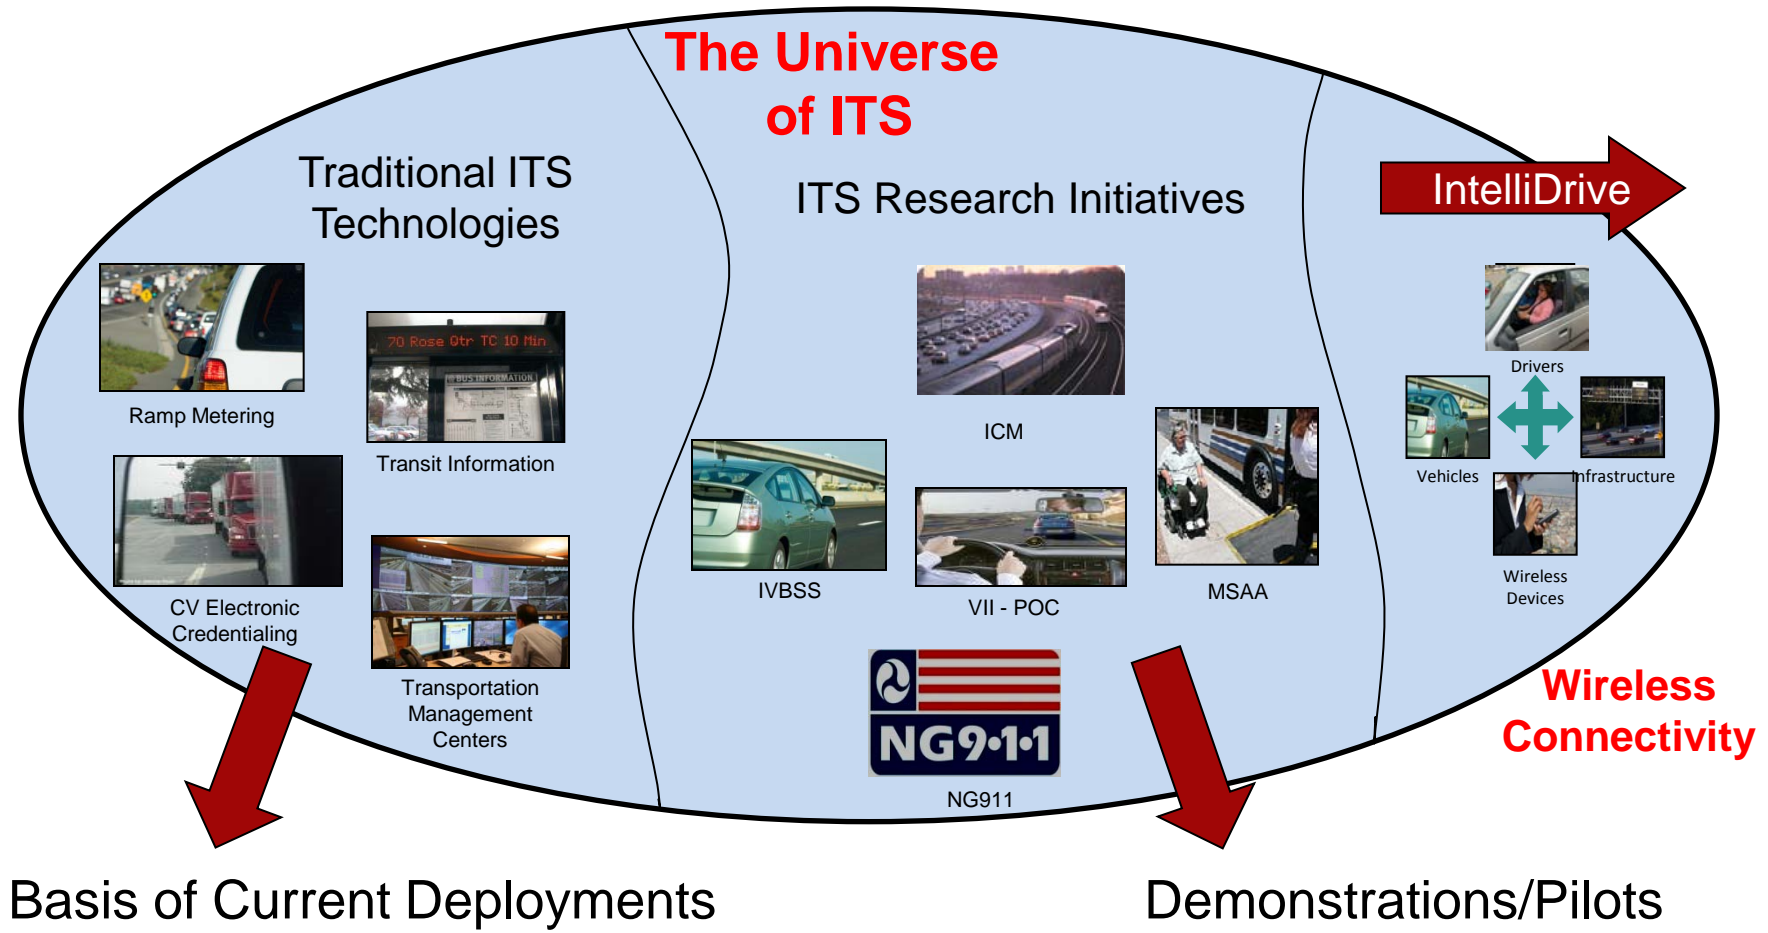 The Universe
of ITS
Traditional ITS
Technologies
ITS Research Initiatives
IntelliDrive
Ramp Metering
70 Rose Qtr TC 10 Min
BUS INFORMATION
Transit Information
CV Electronic
Credentialing
Transportation
Management
Centers
ICM
IVBSS
VII - POC
MSAA
NG9·1·1
NG911
Drivers
Vehicles
Infrastructure
Wireless
Devices
Wireless
Connectivity
Basis of Current Deployments
Demonstrations/Pilots